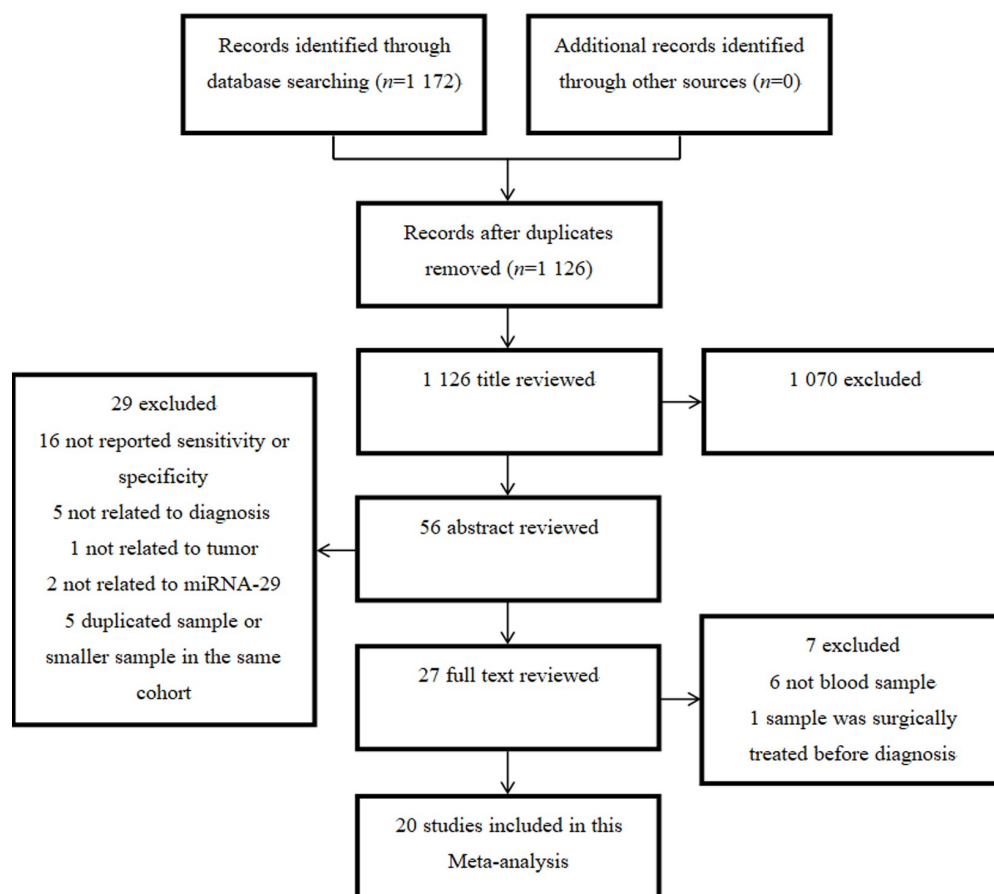 Records identified through
database searching (n=1 172)
Additional records identified
through other sources (n=0)
Records after duplicates
removed (n=1 126)
1 126 title reviewed
1 070 excluded
29 excluded
16 not reported sensitivity or
specificity
5 not related to diagnosis
1 not related to tumor
2 not related to miRNA-29
5 duplicated sample or
smaller sample in the same
cohort
56 abstract reviewed
27 full text reviewed
7 excluded
6 not blood sample
1 sample was surgically
treated before diagnosis
20 studies included in this
Meta-analysis